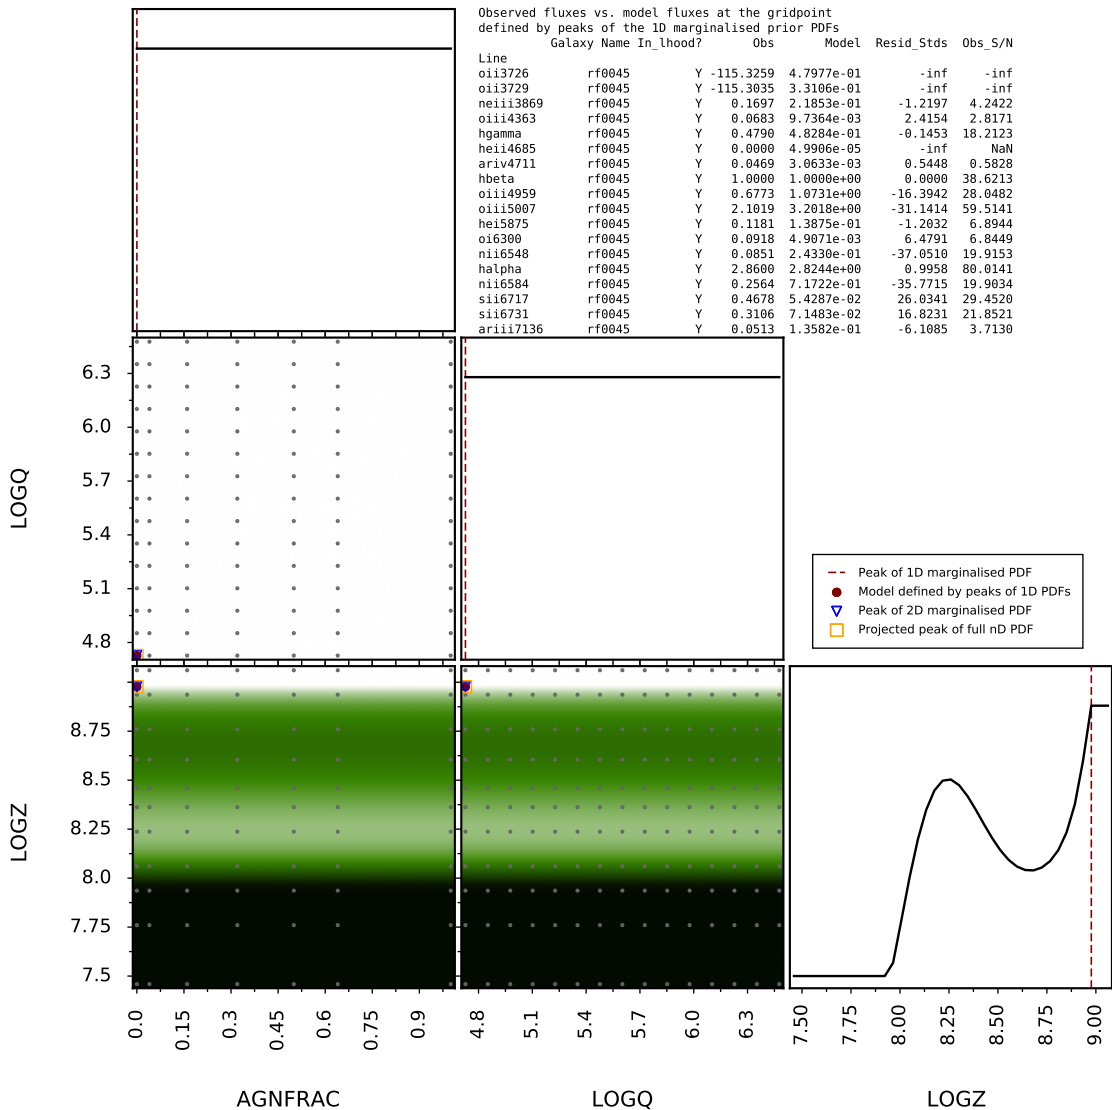 Observed fluxes vs. model fluxes at the gridpoint
defined by peaks of the 1D marginalised prior PDFs
Galaxy Name In_lhood? Obs Model Resid_Stds Obs_S/N
Line
oii3726 rf0045 Y -115.3259 4.7977e-01 -inf -inf
oii3729 rf0045 Y -115.3035 3.3106e-01 -inf -inf
neiii3869 rf0045 Y 0.1697 2.1853e-01 -1.2197 4.2422
oiii4363 rf0045 Y 0.0683 9.7364e-03 2.4154 2.8171
hgamma rf0045 Y 0.4790 4.8284e-01 -0.1453 18.2123
heii4685 rf0045 Y 0.0000 4.9906e-05 -inf NaN
ariv4711 rf0045 Y 0.0469 3.0633e-03 0.5448 0.5828
hbeta rf0045 Y 1.0000 1.0000e+00 0.0000 38.6213
oiii4959 rf0045 Y 0.6773 1.0731e+00 -16.3942 28.0482
oiii5007 rf0045 Y 2.1019 3.2018e+00 -31.1414 59.5141
hei5875 rf0045 Y 0.1181 1.3875e-01 -1.2032 6.8944
oi6300 rf0045 Y 0.0918 4.9071e-03 6.4791 6.8449
nii6548 rf0045 Y 0.0851 2.4330e-01 -37.0510 19.9153
halpha rf0045 Y 2.8600 2.8244e+00 0.9958 80.0141
nii6584 rf0045 Y 0.2564 7.1722e-01 -35.7715 19.9034
sii6717 rf0045 Y 0.4678 5.4287e-02 26.0341 29.4520
sii6731 rf0045 Y 0.3106 7.1483e-02 16.8231 21.8521
ariii7136 rf0045 Y 0.0513 1.3582e-01 -6.1085 3.7130
6.3
6.0
5.7
5.4
5.1
4.8
LOGQ
Peak of 1D marginalised PDF
Model defined by peaks of 1D PDFs
Peak of 2D marginalised PDF
Projected peak of full nD PDF
8.75
8.5
8.25
8.0
7.75
7.5
LOGZ
0.0 0.15 0.3 0.45 0.6 0.75 0.9
4.8 5.1 5.4 5.7 6.0 6.3
7.50 7.75 8.00 8.25 8.50 8.75 9.00
AGNFRAC LOGQ LOGZ